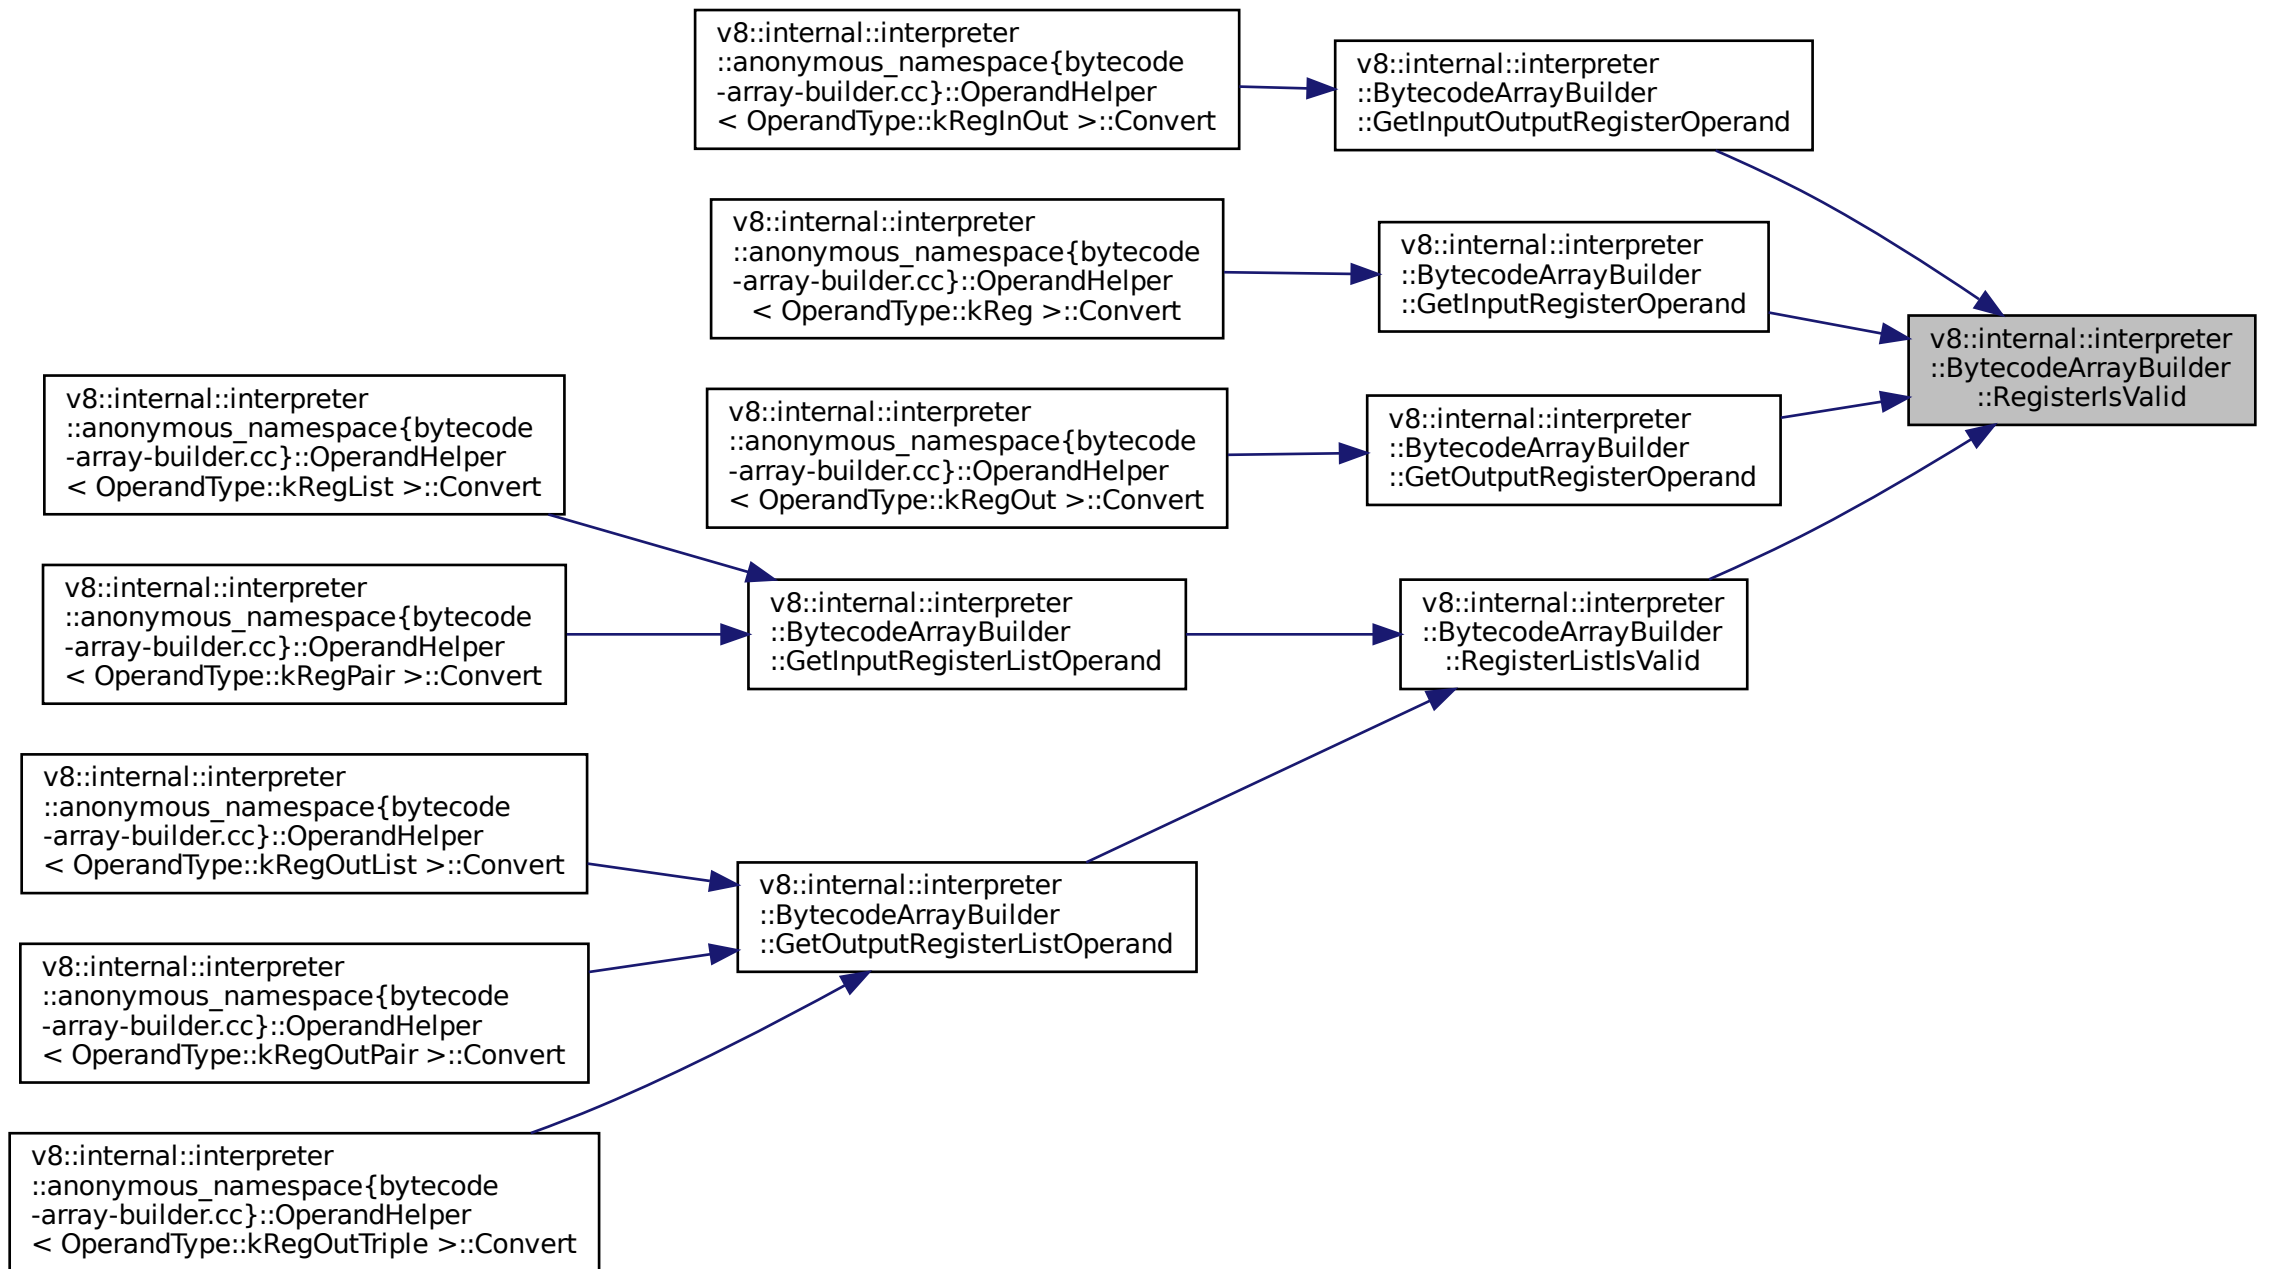 v8::internal::interpreter
::anonymous_namespace{bytecode
-array-builder.cc}::OperandHelper
< OperandType::kRegInOut >::Convert
v8::internal::interpreter
::BytecodeArrayBuilder
::GetInputOutputRegisterOperand
v8::internal::interpreter
::anonymous_namespace{bytecode
-array-builder.cc}::OperandHelper
< OperandType::kReg >::Convert
v8::internal::interpreter
::BytecodeArrayBuilder
::GetInputRegisterOperand
v8::internal::interpreter
::BytecodeArrayBuilder
::RegisterIsValid
v8::internal::interpreter
::anonymous_namespace{bytecode
-array-builder.cc}::OperandHelper
< OperandType::kRegList >::Convert
v8::internal::interpreter
::anonymous_namespace{bytecode
-array-builder.cc}::OperandHelper
< OperandType::kRegOut >::Convert
v8::internal::interpreter
::BytecodeArrayBuilder
::GetOutputRegisterOperand
v8::internal::interpreter
::anonymous_namespace{bytecode
-array-builder.cc}::OperandHelper
< OperandType::kRegPair >::Convert
v8::internal::interpreter
::BytecodeArrayBuilder
::GetInputRegisterListOperand
v8::internal::interpreter
::BytecodeArrayBuilder
::RegisterListIsValid
v8::internal::interpreter
::anonymous_namespace{bytecode
-array-builder.cc}::OperandHelper
< OperandType::kRegOutList >::Convert
v8::internal::interpreter
::BytecodeArrayBuilder
::GetOutputRegisterListOperand
v8::internal::interpreter
::anonymous_namespace{bytecode
-array-builder.cc}::OperandHelper
< OperandType::kRegOutPair >::Convert
v8::internal::interpreter
::anonymous_namespace{bytecode
-array-builder.cc}::OperandHelper
< OperandType::kRegOutTriple >::Convert